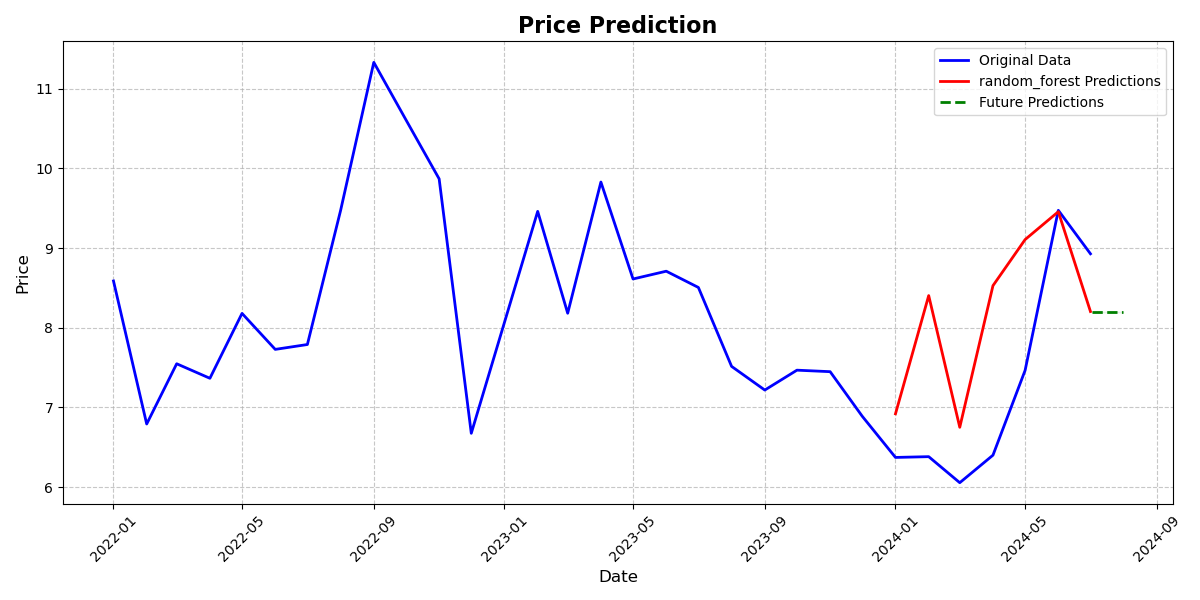 Price Prediction
Original Data
random_forest Predictions
Future Predictions
Price
11
10
9
8
7
6
2022-01
2022-05
2022-09
2023-01
2023-05
2023-09
2024-01
2024-05
2024-09
Date